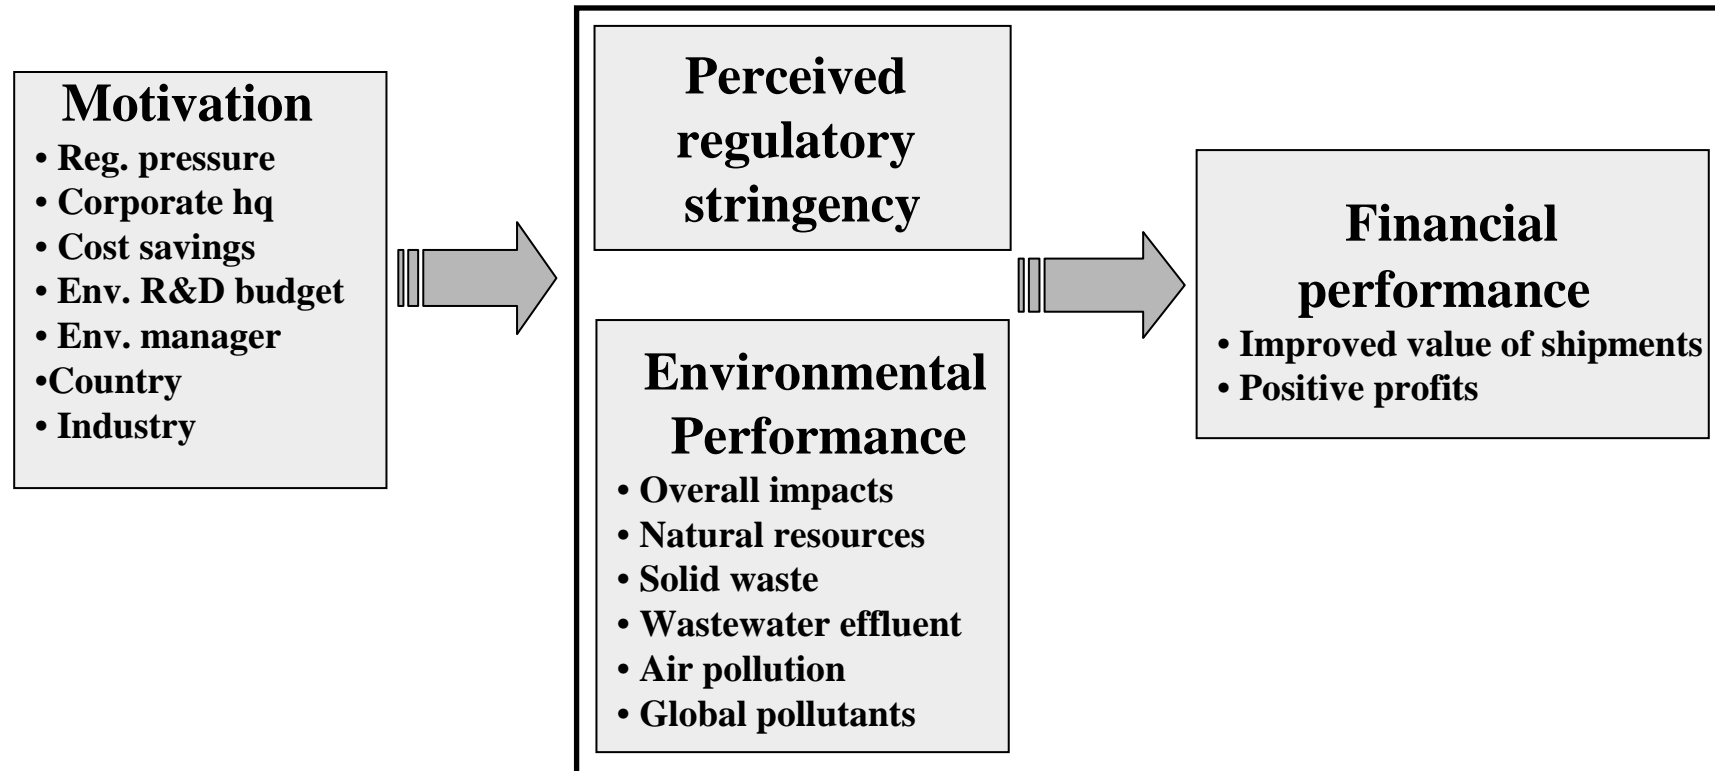 Motivation
• Reg. pressure
• Corporate hq
• Cost savings
• Env. R&D budget
• Env. manager
•Country
• Industry
Perceived
regulatory
stringency
Environmental
Performance
• Overall impacts
• Natural resources
• Solid waste
• Wastewater effluent
• Air pollution
• Global pollutants
Financial
performance
• Improved value of shipments
• Positive profits